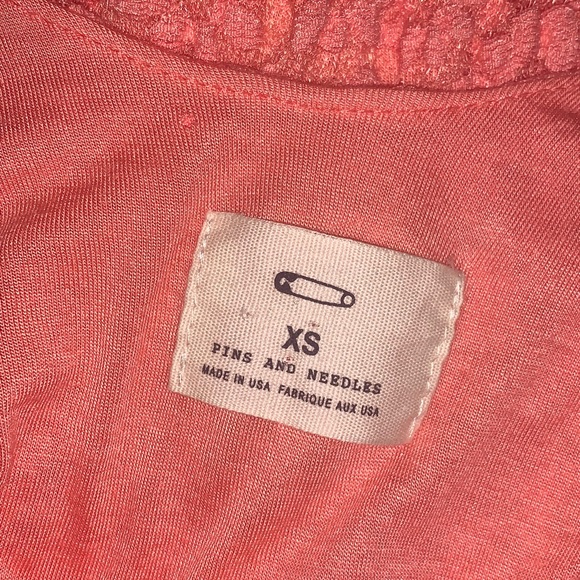 XS
PINS AND NEEDLES
MADE IN USA FABRIQUE AUX USA